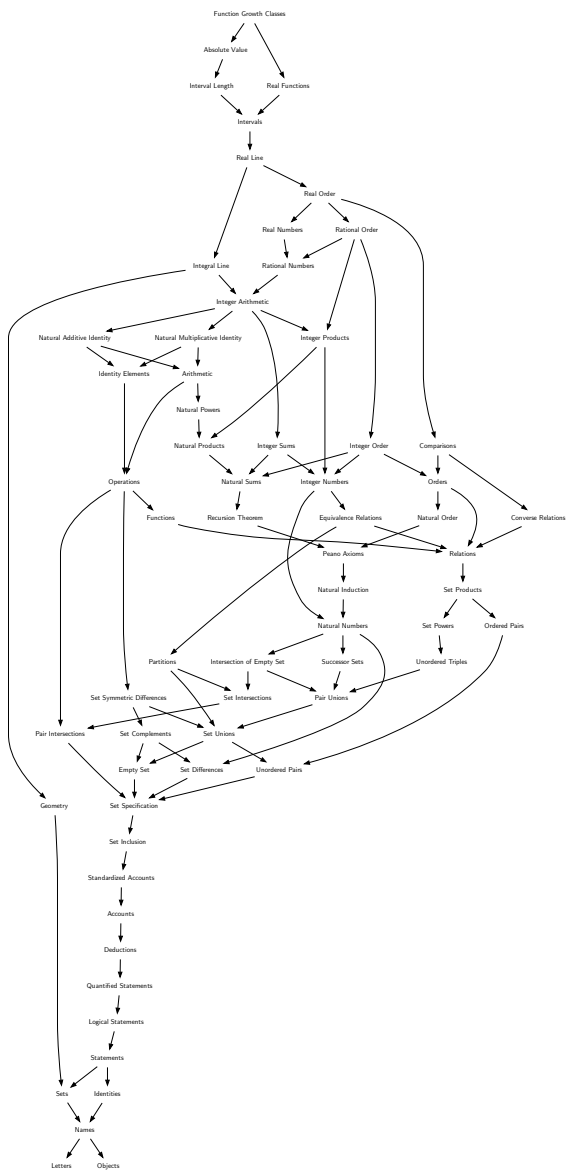 Function Growth Classes
Absolute Value
Interval Length
Real Functions
Intervals
Real Line
Real Order
Real Numbers
Rational Order
Integral Line
Rational Numbers
Integer Arithmetic
Natural Additive Identity
Natural Multiplicative Identity
Integer Products
Identity Elements
Arithmetic
Natural Powers
Natural Products
Integer Sums
Integer Order
Comparisons
Operations
Natural Sums
Integer Numbers
Orders
Functions
Recursion Theorem
Equivalence Relations
Natural Order
Converse Relations
Peano Axioms
Relations
Natural Induction
Set Products
Natural Numbers
Set Powers
Ordered Pairs
Partitions
Intersection of Empty Set
Successor Sets
Unordered Triples
Set Symmetric Differences
Set Intersections
Pair Unions
Pair Intersections
Set Complements
Set Unions
Empty Set
Set Differences
Unordered Pairs
Geometry
Set Specification
Set Inclusion
Standardized Accounts
Accounts
Deductions
Quantified Statements
Logical Statements
Statements
Sets
Identities
Names
Letters
Objects